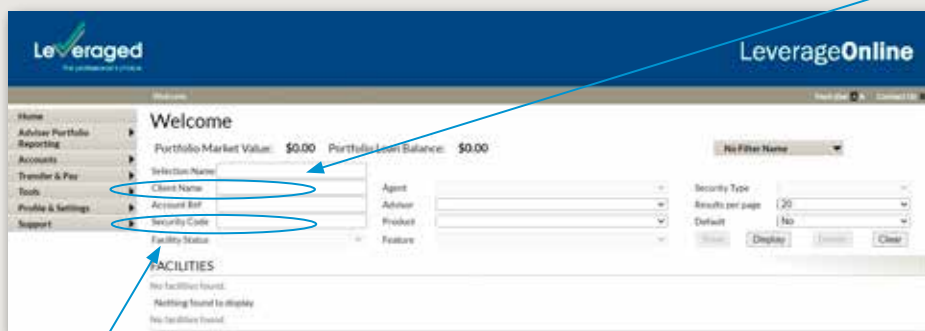 Leveraged
LeverageOnline
Welcome
Contact Us
Home
Welcome
Adviser Portfolio
Reporting
Portfolio Market Value: $0.00 Portfolio Loan Balance: $0.00
No Filter Name
Accounts
Transfer & Pay
Selection Name
Tools
Client Name
Agent
Security Type
Profile & Settings
Account Ref
Advisor
Results per page
20
Support
Security Code
Product
Default
No
Facility Status
Feature
Display
Clear
FACILITIES
No facilities found.
Nothing found to display.
No facilities found.